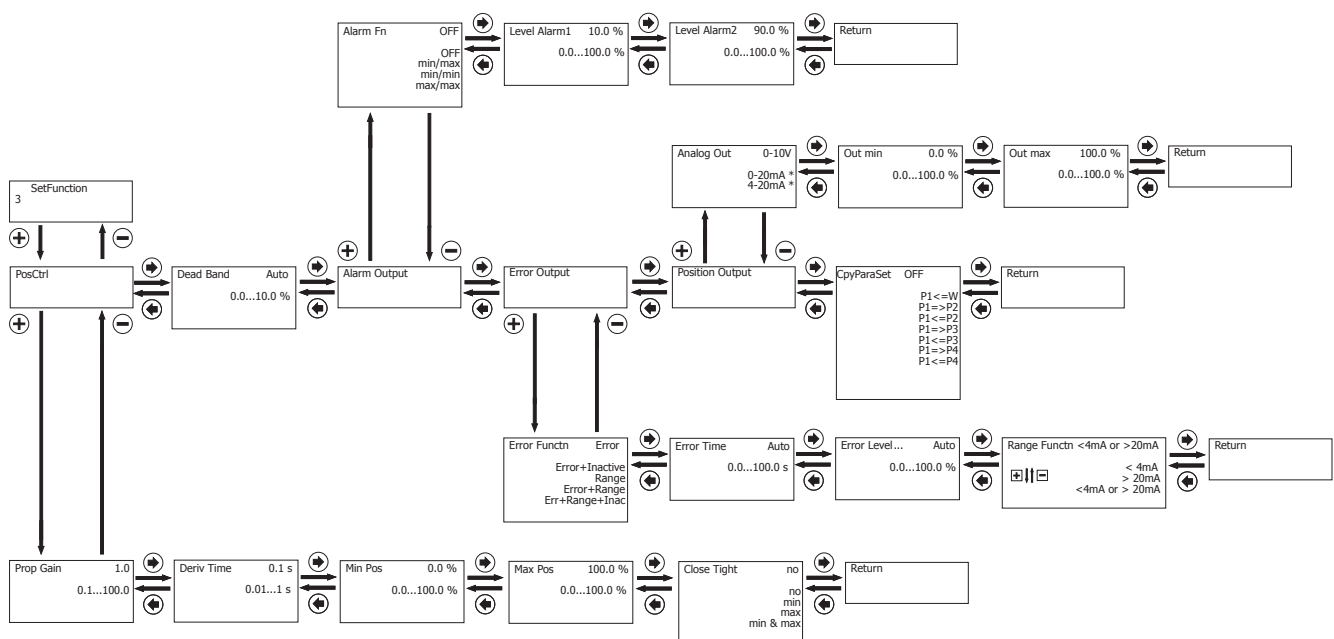 Alarm Fn OFF
OFF
min/max
min/min
max/max
Level Alarm1 10.0 %
0.0...100.0 %
Level Alarm2 90.0 %
0.0...100.0 %
Return
Analog Out 0-10V
0-20mA *
4-20mA *
Out min 0.0 %
0.0...100.0 %
Out max 100.0 %
0.0...100.0 %
Return
SetFunction
3
PosCtrl
Dead Band Auto
0.0...10.0 %
Alarm Output
Error Output
Position Output
CpyParaSet OFF
P1<=W
P1=>P2
P1<=P2
P1=>P3
P1<=P3
P1=>P4
P1<=P4
Return
Error Functn Error
Error+Inactive
Range
Error+Range
Err+Range+Inac
Error Time Auto
0.0...100.0 s
Error Level... Auto
0.0...100.0 %
Range Functn <4mA or >20mA
< 4mA
> 20mA
<4mA or > 20mA
Return
Prop Gain 1.0
0.1...100.0
Deriv Time 0.1 s
0.01...1 s
Min Pos 0.0 %
0.0...100.0 %
Max Pos 100.0 %
0.0...100.0 %
Close Tight no
no
min
max
min & max
Return